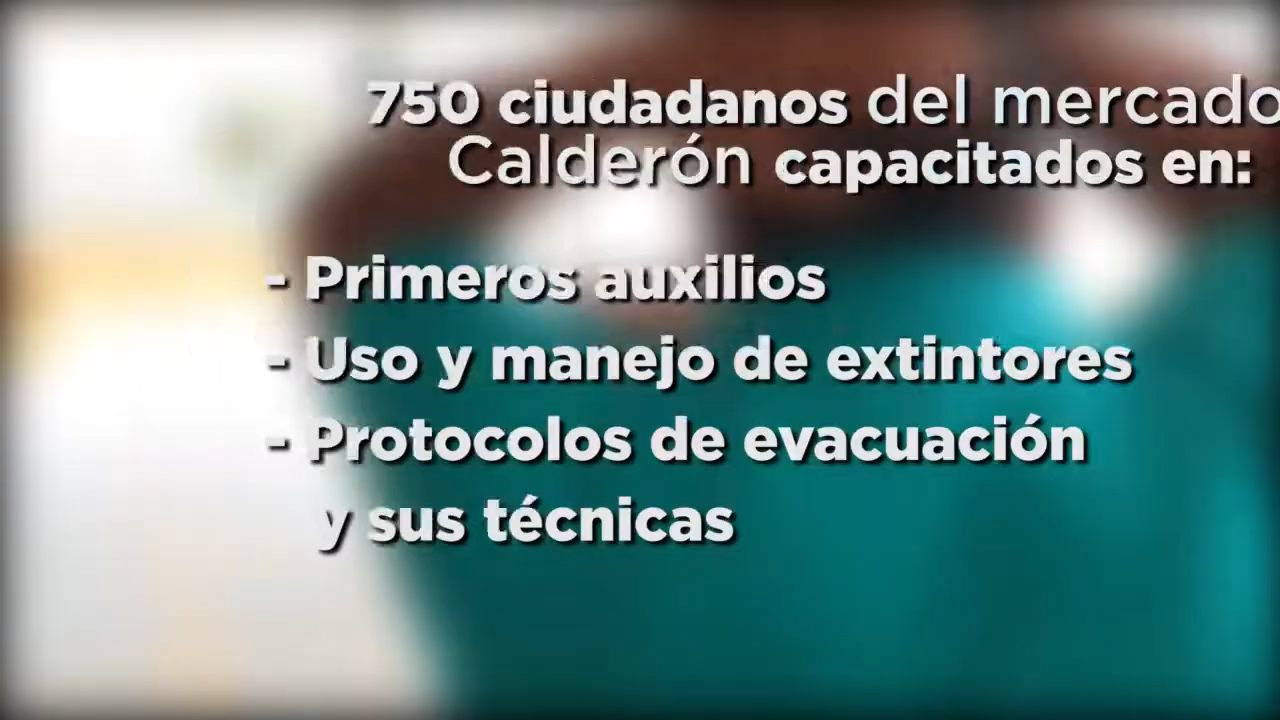 750 ciudadanos del mercado
Calderón capacitados en:
- Primeros auxilios
- Uso y manejo de extintores
- Protocolos de evacuación
y sus técnicas